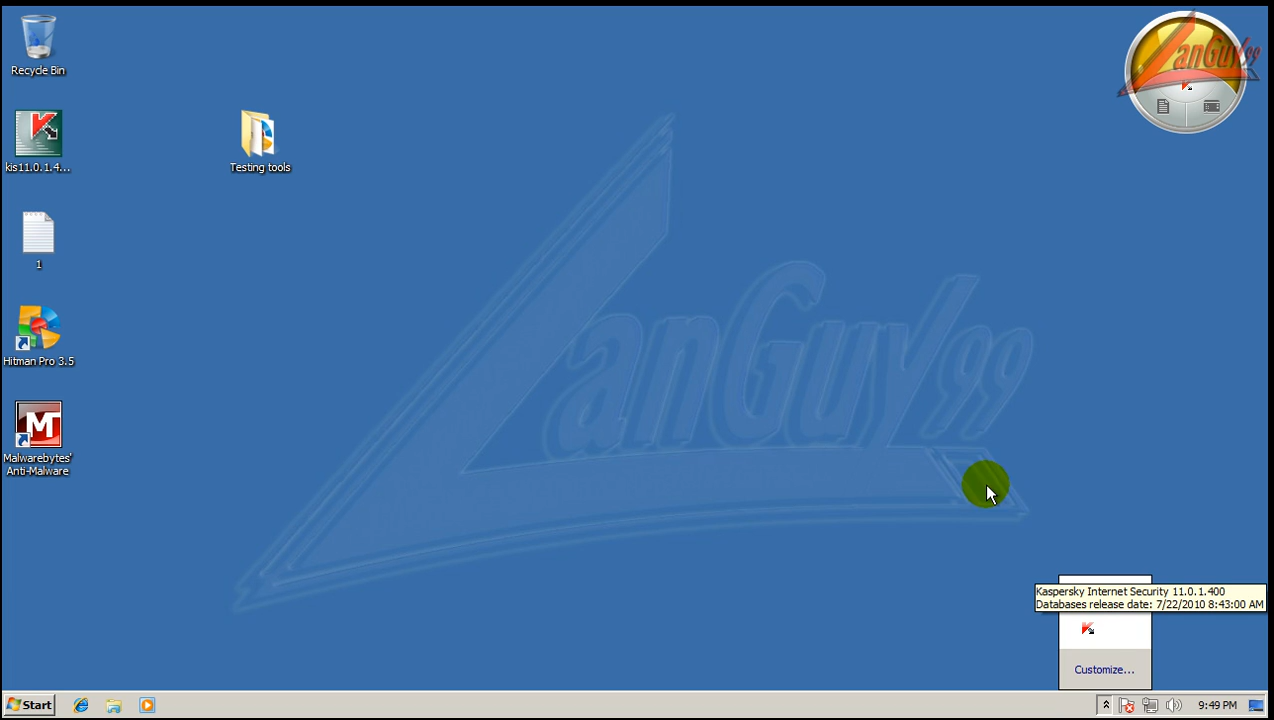 Recycle Bin
kis11.0.1.4...
Testing tools
1
Hitman Pro 3.5
Malwarebytes'
Anti-Malware
LanGuy99
LanGuy99
Kaspersky Internet Security 11.0.1.400
Databases release date: 7/22/2010 8:43:00 AM
Customize...
Start
9:49 PM